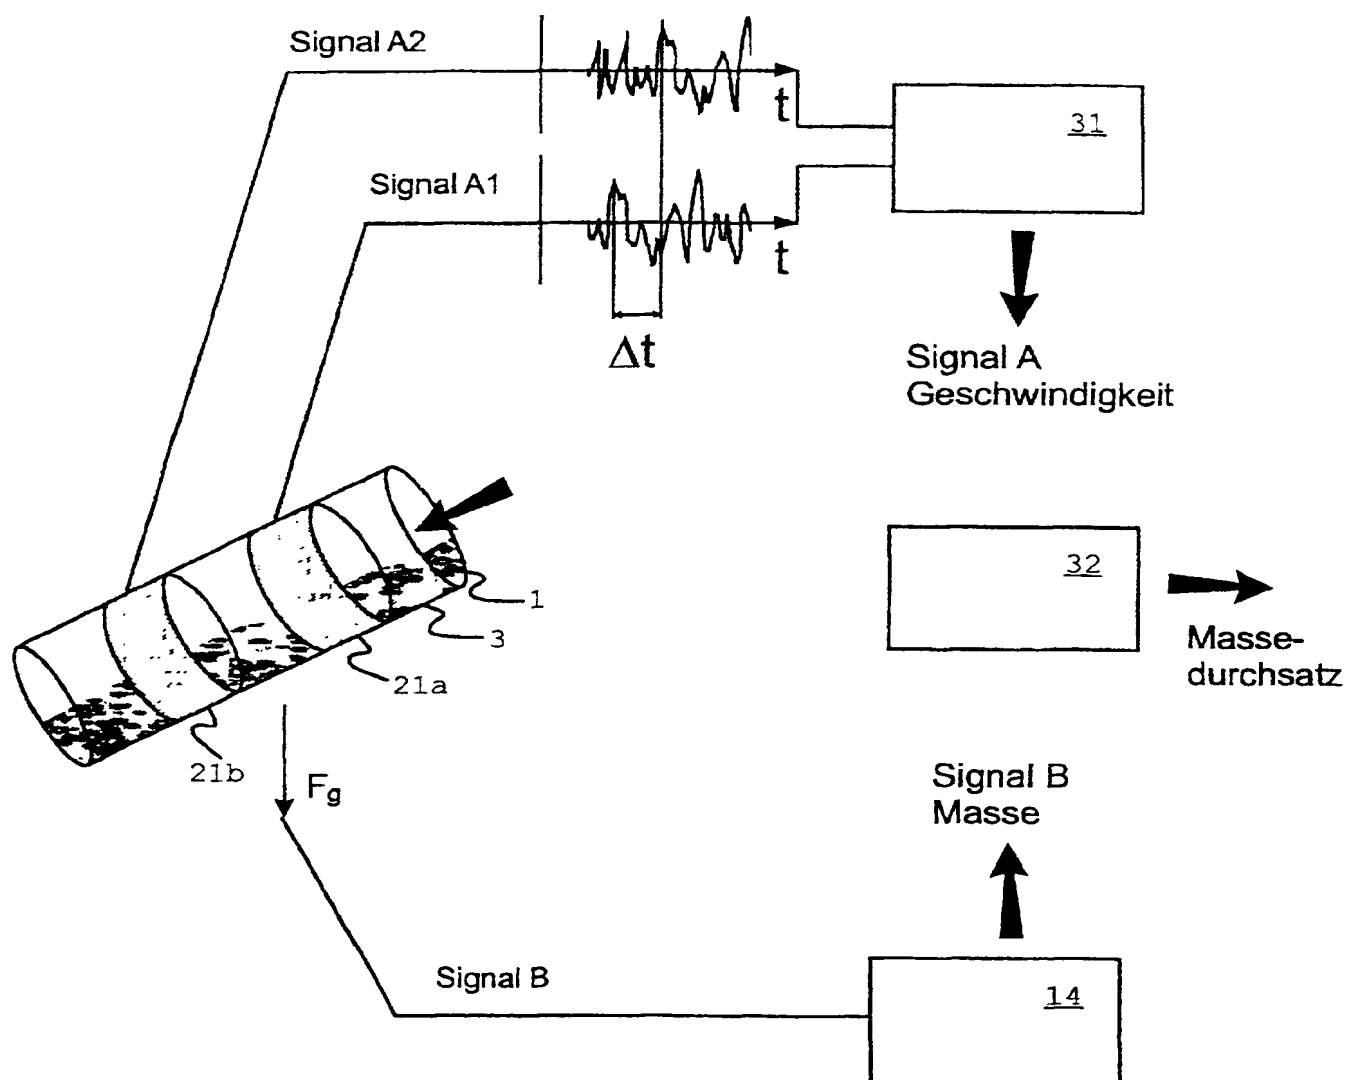 Signal A2
t
31
Signal A1
t
Δt
Signal A
Geschwindigkeit
32
1
3
Masse-
durchsatz
21a
21b
Fg
Signal B
Masse
Signal B
14